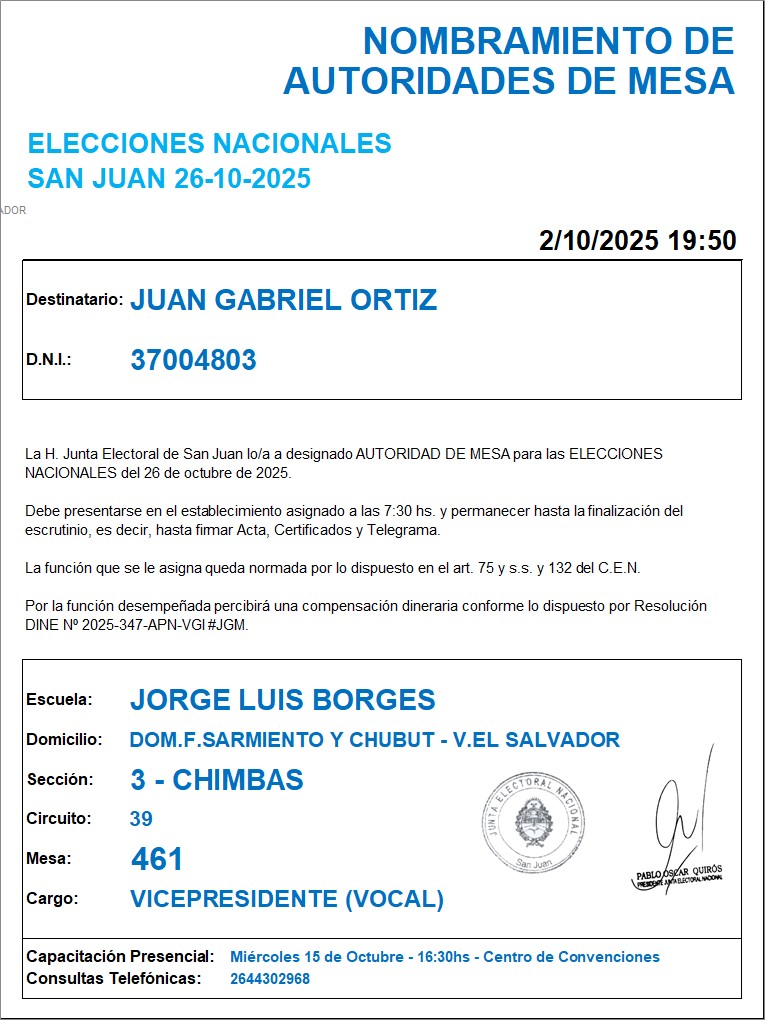 NOMBRAMIENTO DE
AUTORIDADES DE MESA
ELECCIONES NACIONALES
SAN JUAN 26-10-2025
ADOR
2/10/2025 19:50
Destinatario: JUAN GABRIEL ORTIZ
D.N.I.: 37004803
La H. Junta Electoral de San Juan lo/a a designado AUTORIDAD DE MESA para las ELECCIONES
NACIONALES del 26 de octubre de 2025.
Debe presentarse en el establecimiento asignado a las 7:30 hs. y permanecer hasta la finalización del
escrutinio, es decir, hasta firmar Acta, Certificados y Telegrama.
La función que se le asigna queda normada por lo dispuesto en el art. 75 y s.s. y 132 del C.E.N.
Por la función desempeñada percibirá una compensación dineraria conforme lo dispuesto por Resolución
DINE Nº 2025-347-APN-VGI#JGM.
Escuela: JORGE LUIS BORGES
Domicilio: DOM.F.SARMIENTO Y CHUBUT - V.EL SALVADOR
Sección: 3 - CHIMBAS
Circuito: 39
Mesa: 461
Cargo: VICEPRESIDENTE (VOCAL)
JUNTA ELECTORAL NACIONAL
San Juan
PABLO OSCAR QUIRÓS
PRESIDENTE JUNTA ELECTORAL NACIONAL
Capacitación Presencial: Miércoles 15 de Octubre - 16:30hs - Centro de Convenciones
Consultas Telefónicas: 2644302968